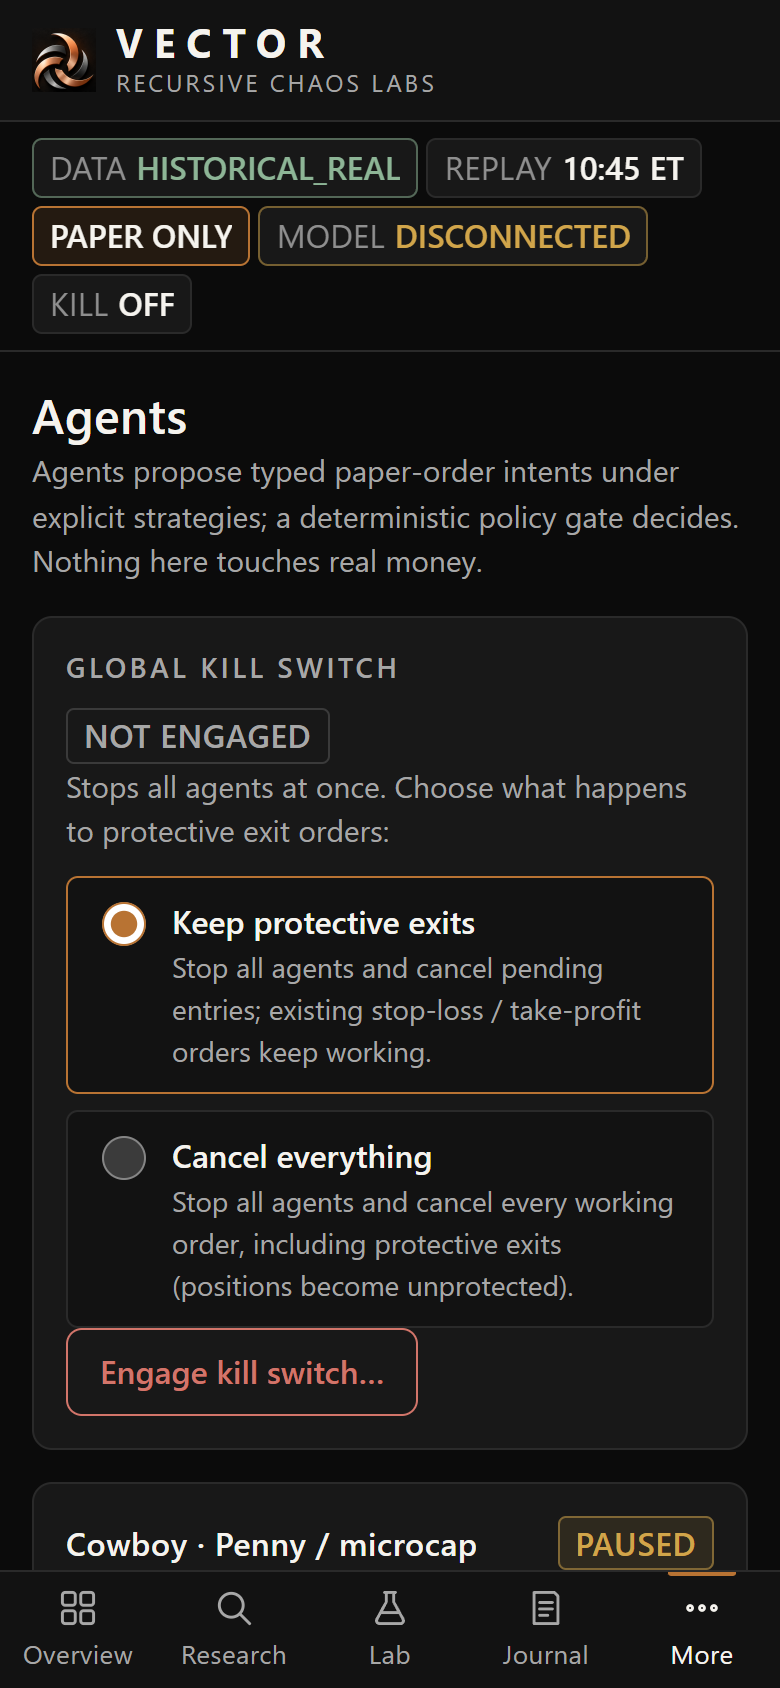 VECTOR
RECURSIVE CHAOS LABS
DATA HISTORICAL_REAL
REPLAY 10:45 ET
PAPER ONLY
MODEL DISCONNECTED
KILL OFF
Agents
Agents propose typed paper-order intents under
explicit strategies; a deterministic policy gate decides.
Nothing here touches real money.
GLOBAL KILL SWITCH
NOT ENGAGED
Stops all agents at once. Choose what happens
to protective exit orders:
Keep protective exits
Stop all agents and cancel pending
entries; existing stop-loss / take-profit
orders keep working.
Cancel everything
Stop all agents and cancel every working
order, including protective exits
(positions become unprotected).
Engage kill switch...
Cowboy · Penny / microcap
PAUSED
Overview
Research
Lab
Journal
More